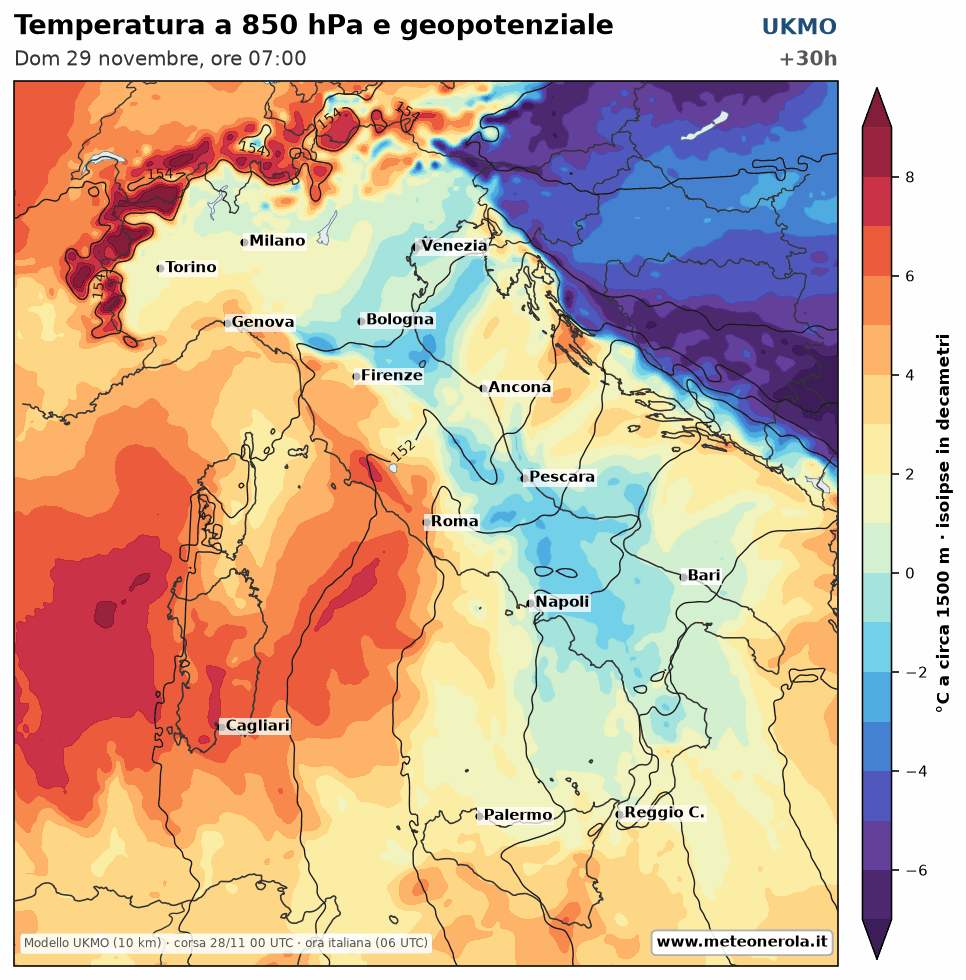 Temperatura a 850 hPa e geopotenziale
UKMO
Dom 29 novembre, ore 07:00
+30h
154
154
154
154
154
Milano
Venezia
Torino
Genova
Bologna
Firenze
Ancona
152
Pescara
152
Roma
Bari
Napoli
Cagliari
Palermo
Reggio C.
8
6
4
2
0
−2
−4
−6
°C a circa 1500 m · isoipse in decametri
Modello UKMO (10 km) · corsa 28/11 00 UTC · ora italiana (06 UTC)
www.meteonerola.it